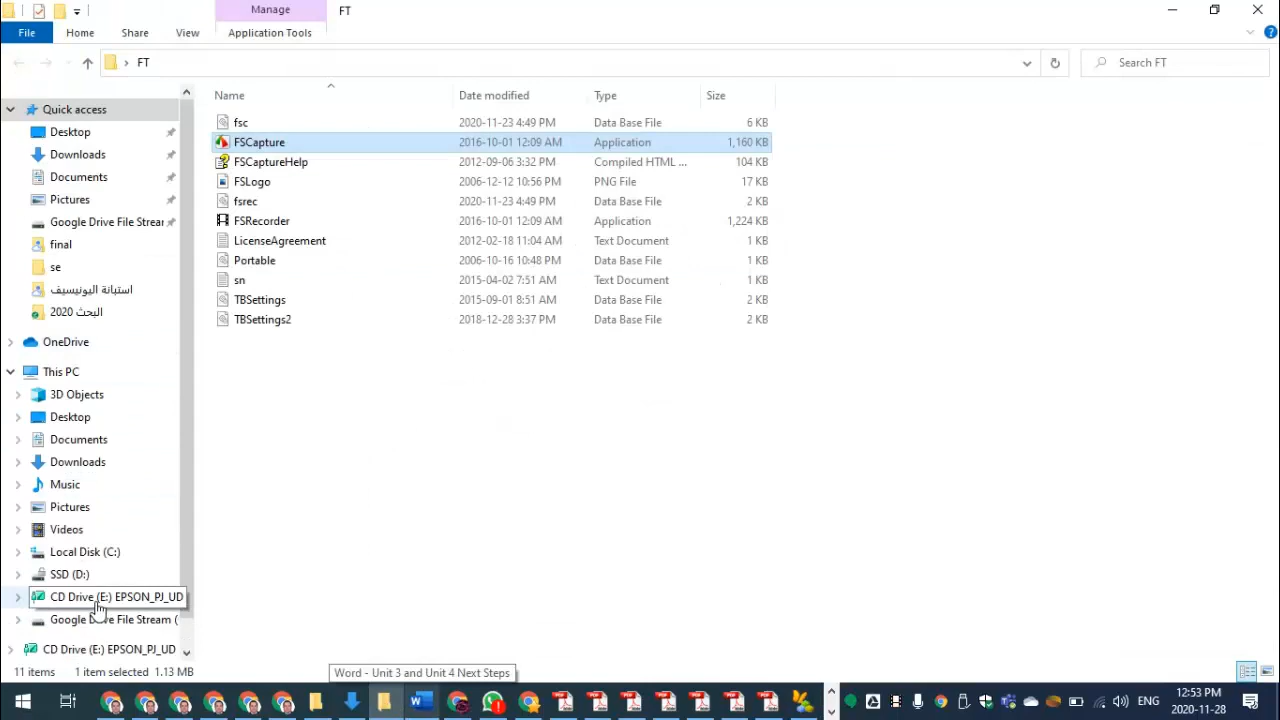 Manage
FT
File
Home
Share
View
Application Tools
FT
Search FT
Name
Date modified
Type
Size
Quick access
Desktop
Downloads
Documents
Pictures
Google Drive File Strear
final
se
استبانة اليونيسيف
البحث 2020
OneDrive
This PC
3D Objects
Desktop
Documents
Downloads
Music
Pictures
Videos
Local Disk (C:)
SSD (D:)
CD Drive (E:) EPSON_PJ_UD
Google Drive File Stream (
CD Drive (E:) EPSON_PJ_UD
fsc 2020-11-23 4:49 PM Data Base File 6 KB
FSCapture 2016-10-01 12:09 AM Application 1,160 KB
FSCaptureHelp 2012-09-06 3:32 PM Compiled HTML ... 104 KB
FSLogo 2006-12-12 10:56 PM PNG File 17 KB
fsrec 2020-11-23 4:49 PM Data Base File 2 KB
FSRecorder 2016-10-01 12:09 AM Application 1,224 KB
LicenseAgreement 2012-02-18 11:04 AM Text Document 1 KB
Portable 2006-10-16 10:48 PM Data Base File 1 KB
sn 2015-04-02 7:51 AM Text Document 1 KB
TBSettings 2015-09-01 8:51 AM Data Base File 2 KB
TBSettings2 2018-12-28 3:37 PM Data Base File 2 KB
11 items
1 item selected 1.13 MB
Word - Unit 3 and Unit 4 Next Steps
ENG
12:53 PM
2020-11-28